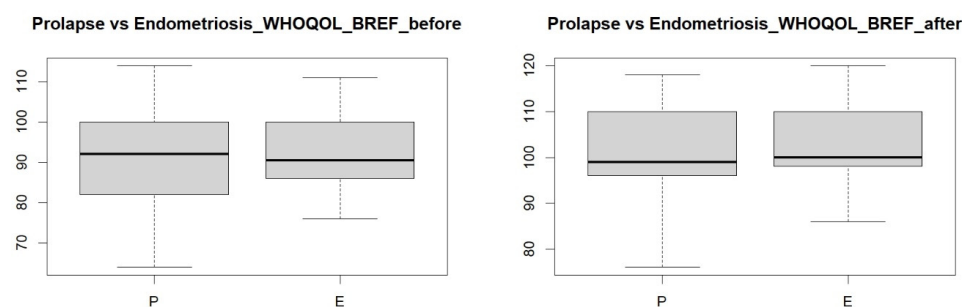 Prolapse vs Endometriosis_WHOQOL_BREF_before
110
100
90
80
70
P E
Prolapse vs Endometriosis_WHOQOL_BREF_after
120
110
100
90
80
P E